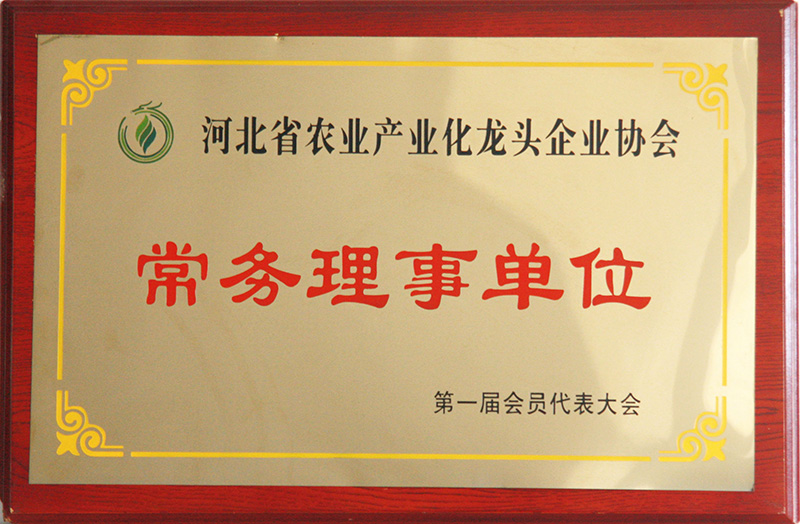 河北省农业产业化龙头企业协会
常务理事单位
第一届会员代表大会